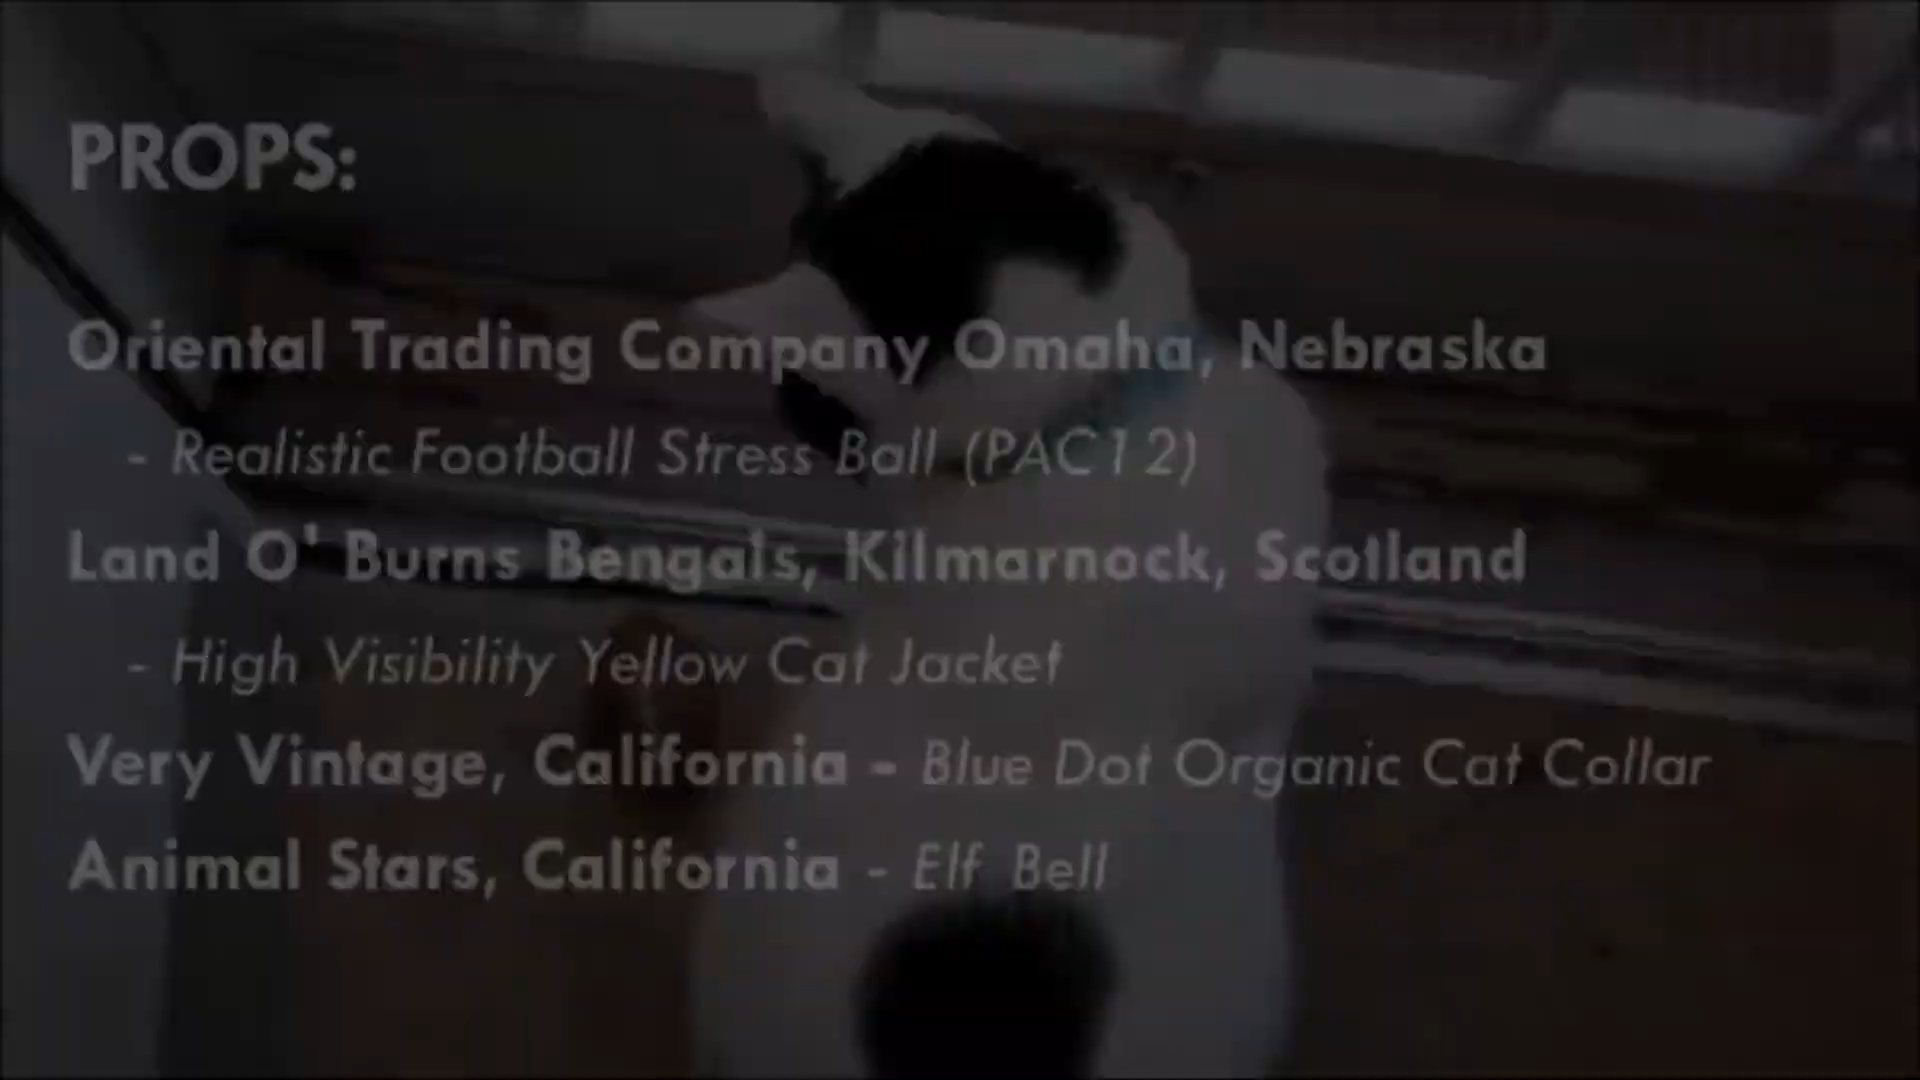 PROPS:
Oriental Trading Company Omaha, Nebraska
- Realistic Football Stress Ball (PAC12)
Land O' Burns Bengals, Kilmarnock, Scotland
- High Visibility Yellow Cat Jacket
Very Vintage, California - Blue Dot Organic Cat Collar
Animal Stars, California - Elf Bell